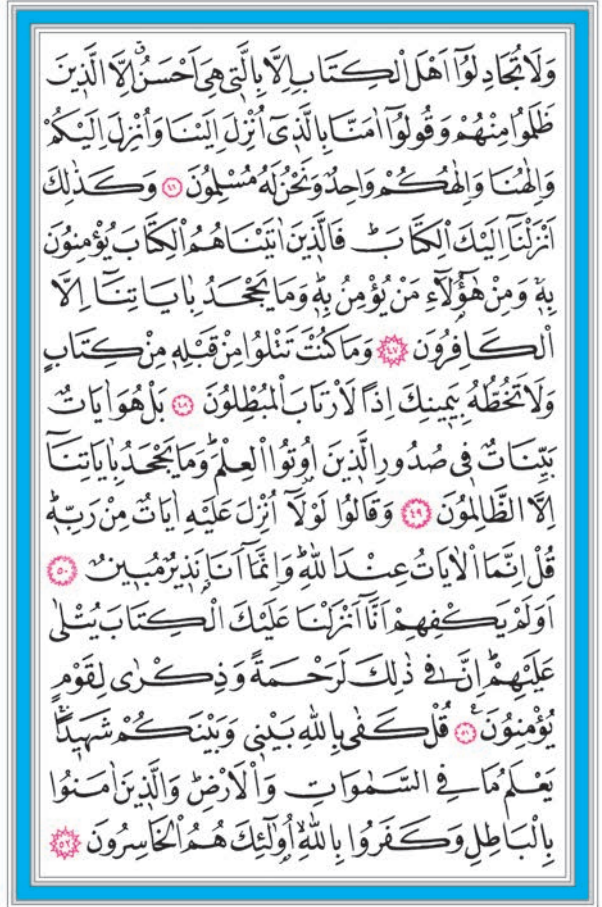 وَلَا تُجَادِلُٓوا اَهْلَ الْكِتَابِ اِلَّا بِالَّتٖي هِيَ اَحْسَنُۗ اِلَّا الَّذٖينَ
ظَلَمُوا مِنْهُمْ وَقُولُٓوا اٰمَنَّا بِالَّذٖٓي اُنْزِلَ اِلَيْنَا وَاُنْزِلَ اِلَيْكُمْ
وَاِلٰهُنَا وَاِلٰهُكُمْ وَاحِدٌ وَنَحْنُ لَهُ مُسْلِمُونَ ﴿٤٦﴾ وَكَذٰلِكَ
اَنْزَلْنَٓا اِلَيْكَ الْكِتَابَۜ فَالَّذٖينَ اٰتَيْنَاهُمُ الْكِتَابَ يُؤْمِنُونَ
بِهٖۚ وَمِنْ هٰٓؤُ۬لَٓاءِ مَنْ يُؤْمِنُ بِهٖۜ وَمَا يَجْحَدُ بِاٰيَاتِنَٓا اِلَّا
الْكَافِرُونَ ﴿٤٧﴾ وَمَا كُنْتَ تَتْلُوا مِنْ قَبْلِهٖ مِنْ كِتَابٍ
وَلَا تَخُطُّهُ بِيَمٖينِكَ اِذًا لَارْتَابَ الْمُبْطِلُونَ ﴿٤٨﴾ بَلْ هُوَ اٰيَاتٌ
بَيِّنَاتٌ فٖي صُدُورِ الَّذٖينَ اُو۫تُوا الْعِلْمَۜ وَمَا يَجْحَدُ بِاٰيَاتِنَٓا
اِلَّا الظَّالِمُونَ ﴿٤٩﴾ وَقَالُوا لَوْلَٓا اُنْزِلَ عَلَيْهِ اٰيَاتٌ مِنْ رَبِّهٖۜ
قُلْ اِنَّمَا الْاٰيَاتُ عِنْدَ اللّٰهِۜ وَاِنَّمَٓا اَنَا۬ نَذٖيرٌ مُبٖينٌ ﴿٥٠﴾
اَوَلَمْ يَكْفِهِمْ اَنَّٓا اَنْزَلْنَا عَلَيْكَ الْكِتَابَ يُتْلٰى
عَلَيْهِمْۜ اِنَّ فٖي ذٰلِكَ لَرَحْمَةً وَذِكْرٰى لِقَوْمٍ
يُؤْمِنُونَ۟ ﴿٥١﴾ قُلْ كَفٰى بِاللّٰهِ بَيْنٖي وَبَيْنَكُمْ شَهٖيدًاۚ
يَعْلَمُ مَا فِي السَّمٰوَاتِ وَالْاَرْضِۜ وَالَّذٖينَ اٰمَنُوا
بِالْبَاطِلِ وَكَفَرُوا بِاللّٰهِۙ اُو۬لٰٓئِكَ هُمُ الْخَاسِرُونَ ﴿٥٢﴾